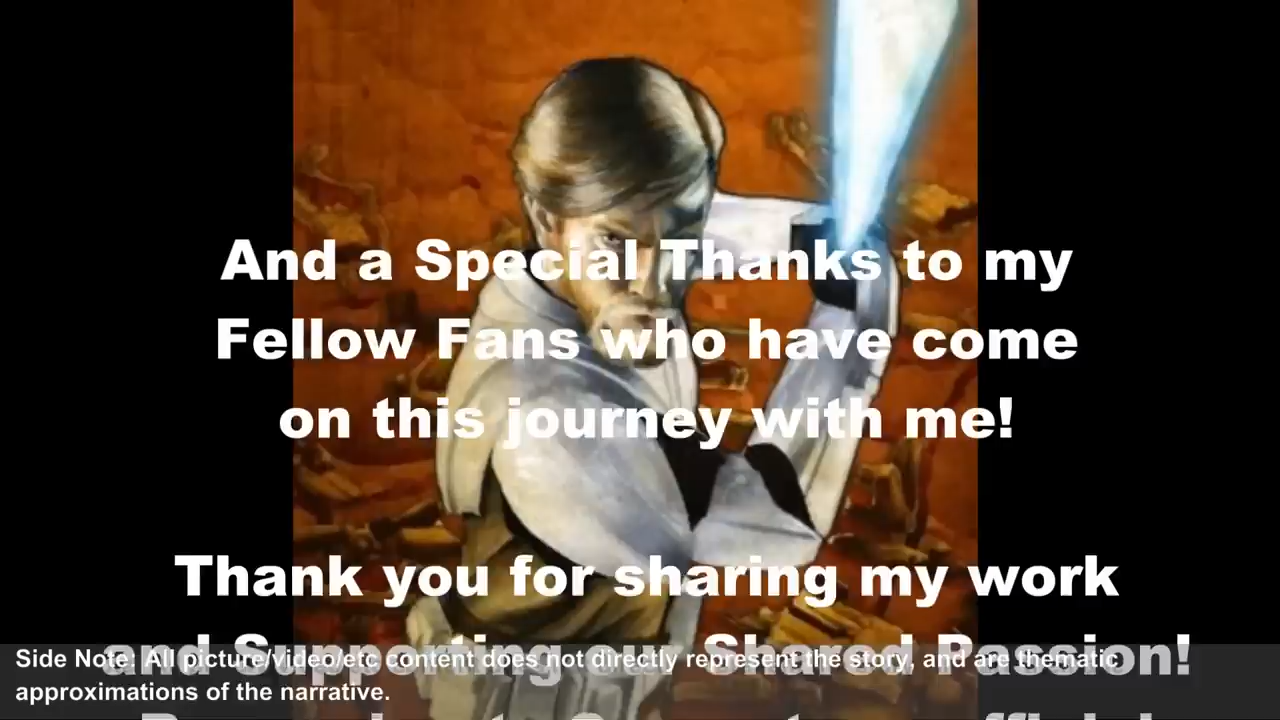 And a Special Thanks to my
Fellow Fans who have come
on this journey with me!
Thank you for sharing my work
and Supporting our Shared Passion!
Side Note: All picture/video/etc content does not directly represent the story, and are thematic
approximations of the narrative.